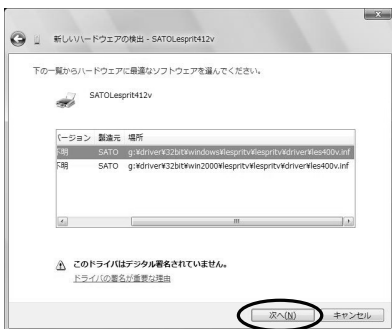 新しいハードウェアの検出 - SATOLesprit412v
下の一覧からハードウェアに最適なソフトウェアを選んでください。
SATOLesprit412v
バージョン 製造元 場所
不明 SATO g:¥driver¥32bit¥windows¥lespritv¥lespritv¥driver¥les400v.inf
不明 SATO g:¥driver¥32bit¥win2000¥lespritv¥lespritv¥driver¥les400v.inf
このドライバはデジタル署名されていません。
ドライバの署名が重要な理由
次へ(N) キャンセル